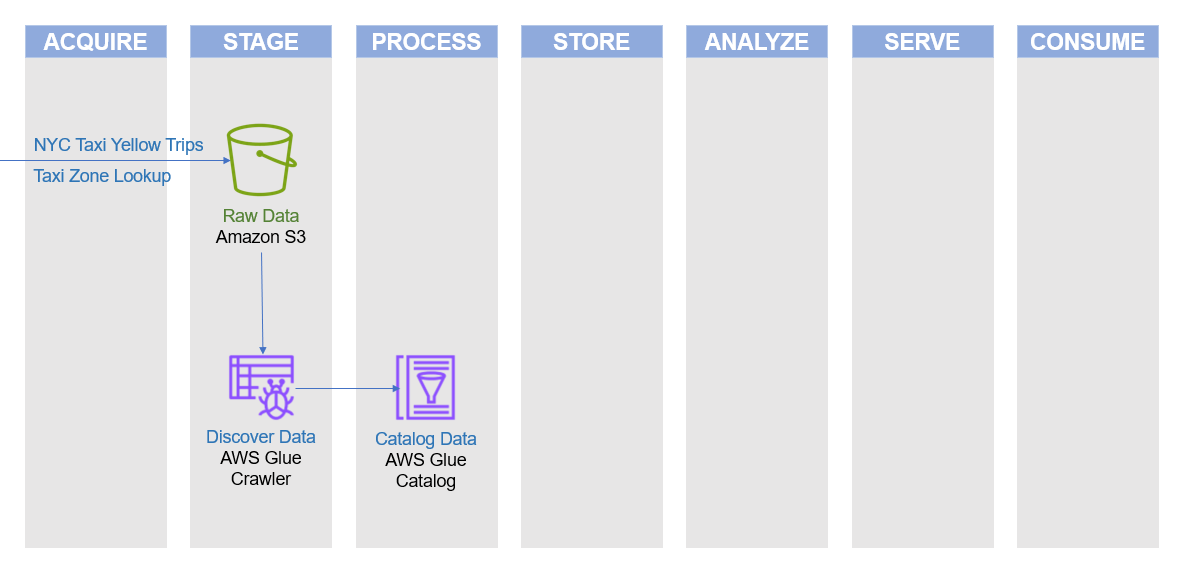 ACQUIRE
STAGE
PROCESS
STORE
ANALYZE
SERVE
CONSUME
NYC Taxi Yellow Trips
Taxi Zone Lookup
Raw Data
Amazon S3
Discover Data
AWS Glue
Crawler
Catalog Data
AWS Glue
Catalog